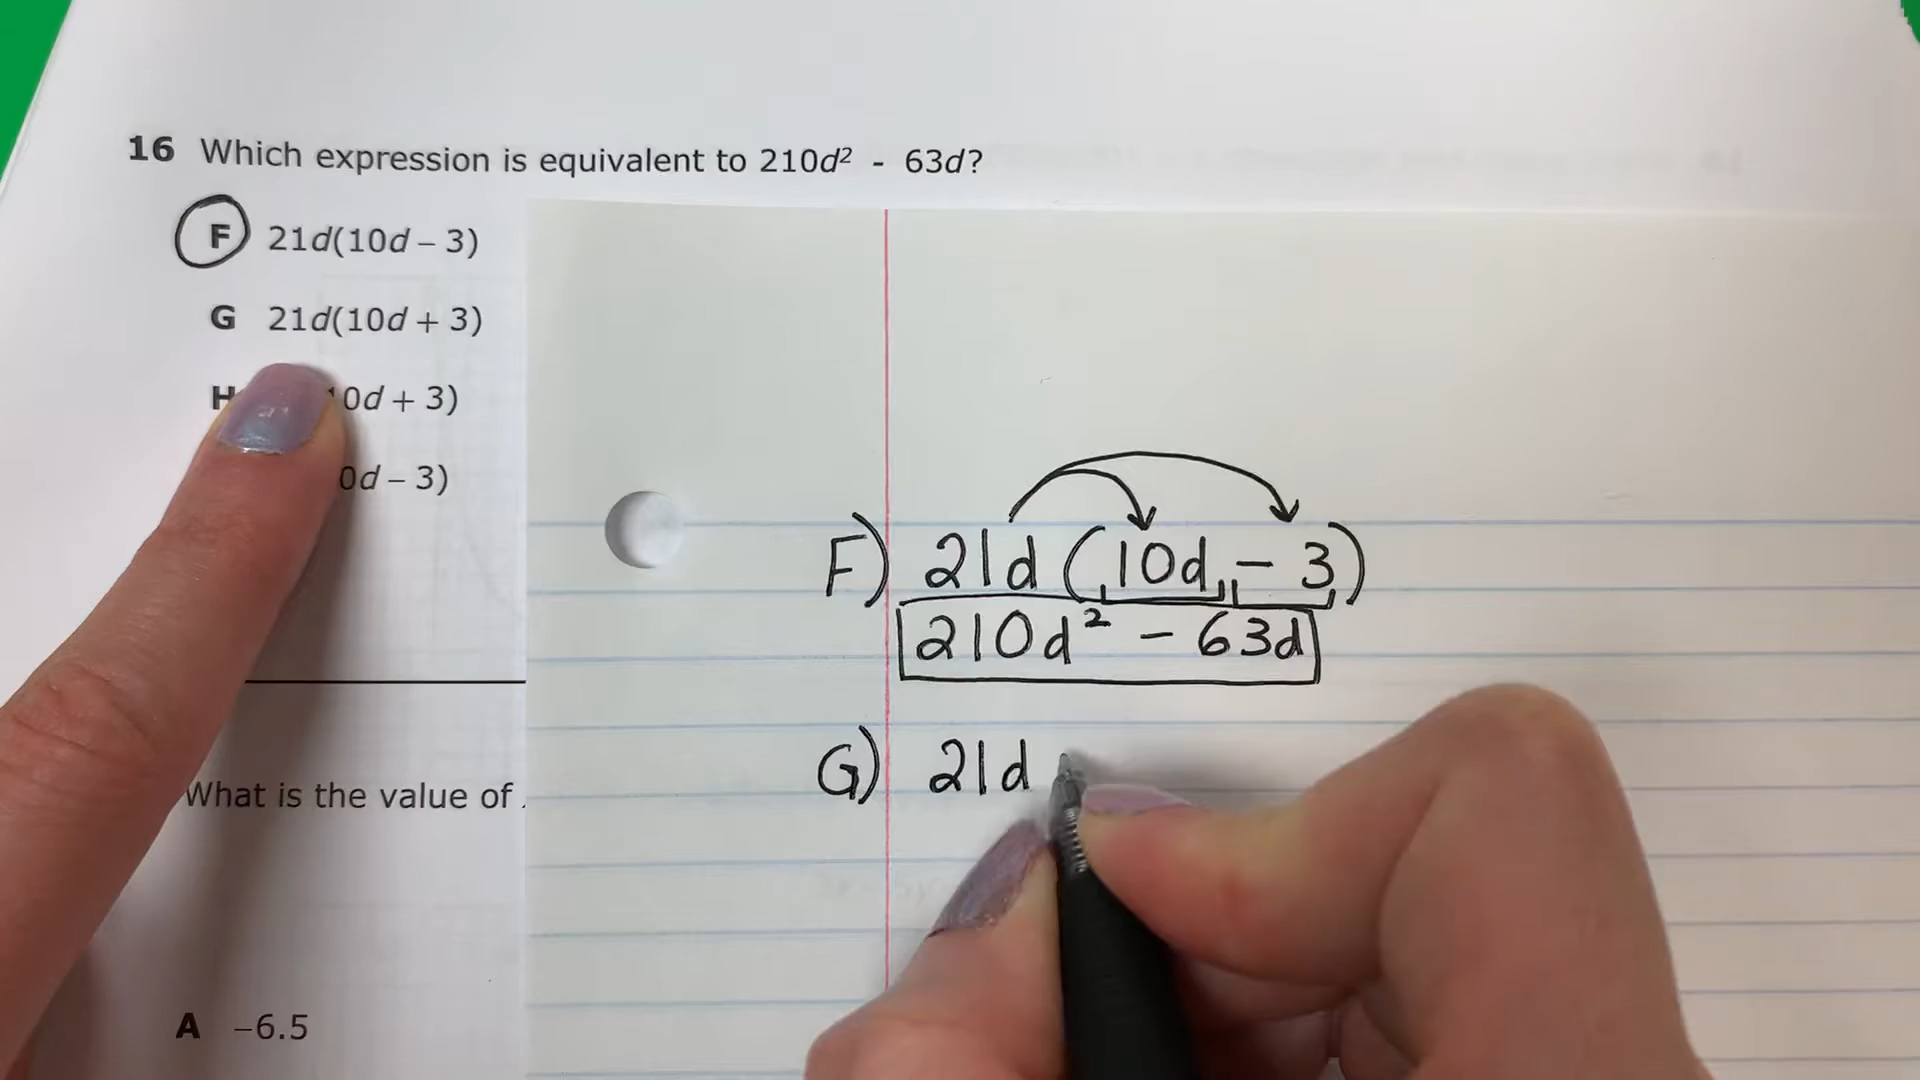 16 Which expression is equivalent to 210d² - 63d?
F 21d(10d – 3)
G 21d(10d + 3)
H 0d + 3)
0d – 3)
F) 21d (10d - 3)
210d² - 63d
G) 21d
What is the value of
A –6.5